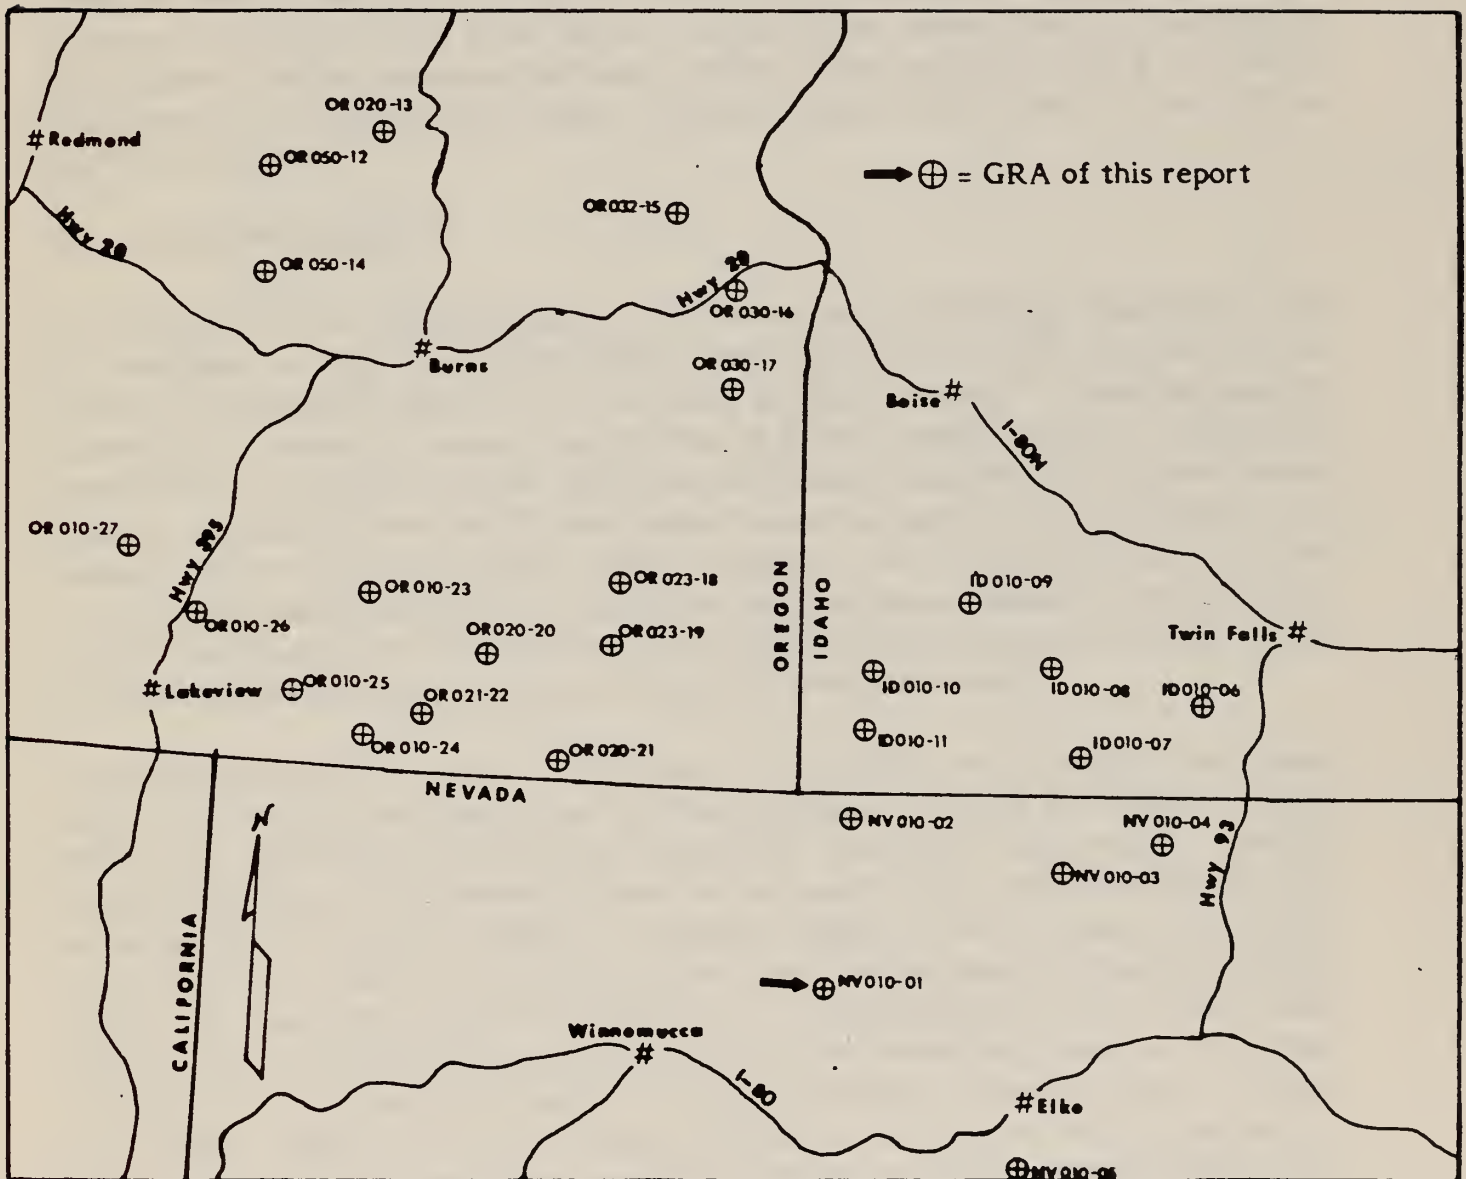 OR 020-13
# Redmond
OR 050-12
➡ ⊕ = GRA of this report
OR 032-15
Hwy 20
OR 050-14
Hwy 20
OR 030-16
# Burns
OR 030-17
Boise #
I-80N
OR 010-27
Hwy 395
OR 010-23
OR 023-18
ID 010-09
OR 010-26
OR 020-20
OR 023-19
OREGON
IDAHO
Twin Falls #
# Lakeview
OR 010-25
OR 021-22
ID 010-10
ID 010-08
ID 010-06
OR 010-24
OR 020-21
ID 010-11
ID 010-07
NEVADA
NV 010-02
NV 010-04
N
NV 010-03
Hwy 93
CALIFORNIA
NV 010-01
Winnemucca
#
I-80
# Elko
NV 010-05